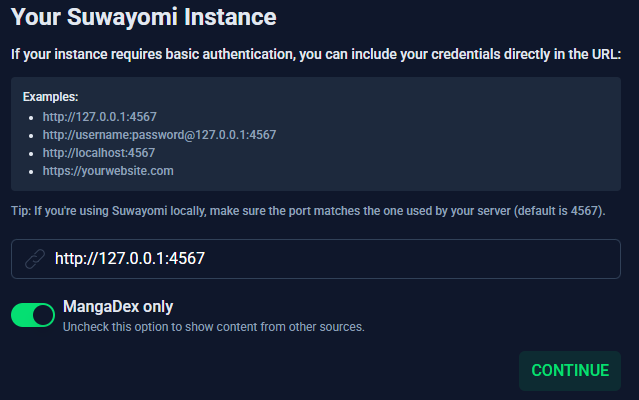 Your Suwayomi Instance
If your instance requires basic authentication, you can include your credentials directly in the URL:
Examples:
http://127.0.0.1:4567
http://username:password@127.0.0.1:4567
http://localhost:4567
https://yourwebsite.com
Tip: If you're using Suwayomi locally, make sure the port matches the one used by your server (default is 4567).
http://127.0.0.1:4567
MangaDex only
Uncheck this option to show content from other sources.
CONTINUE